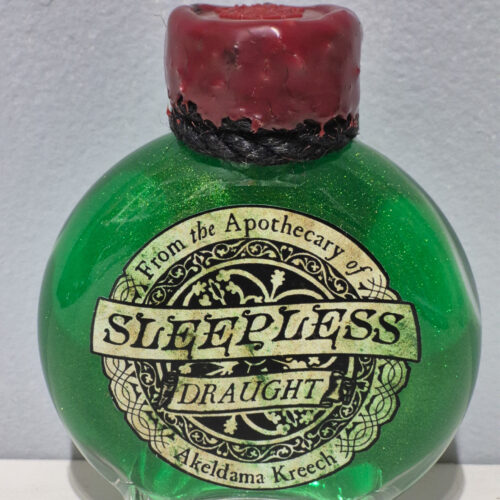 From the Apothecary of
SLEEPLESS
DRAUGHT
Akeldama Kreech